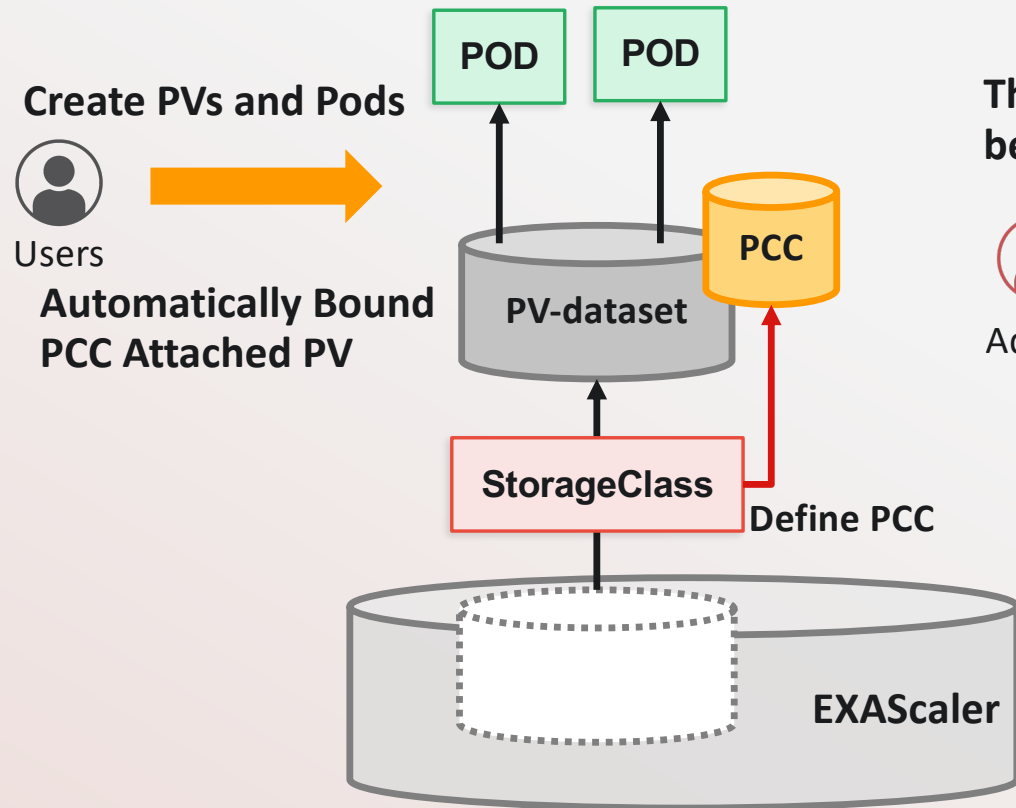 POD
POD
Create PVs and Pods
Users
Automatically Bound
PCC Attached PV
PCC
PV-dataset
StorageClass
Define PCC
EXAScaler